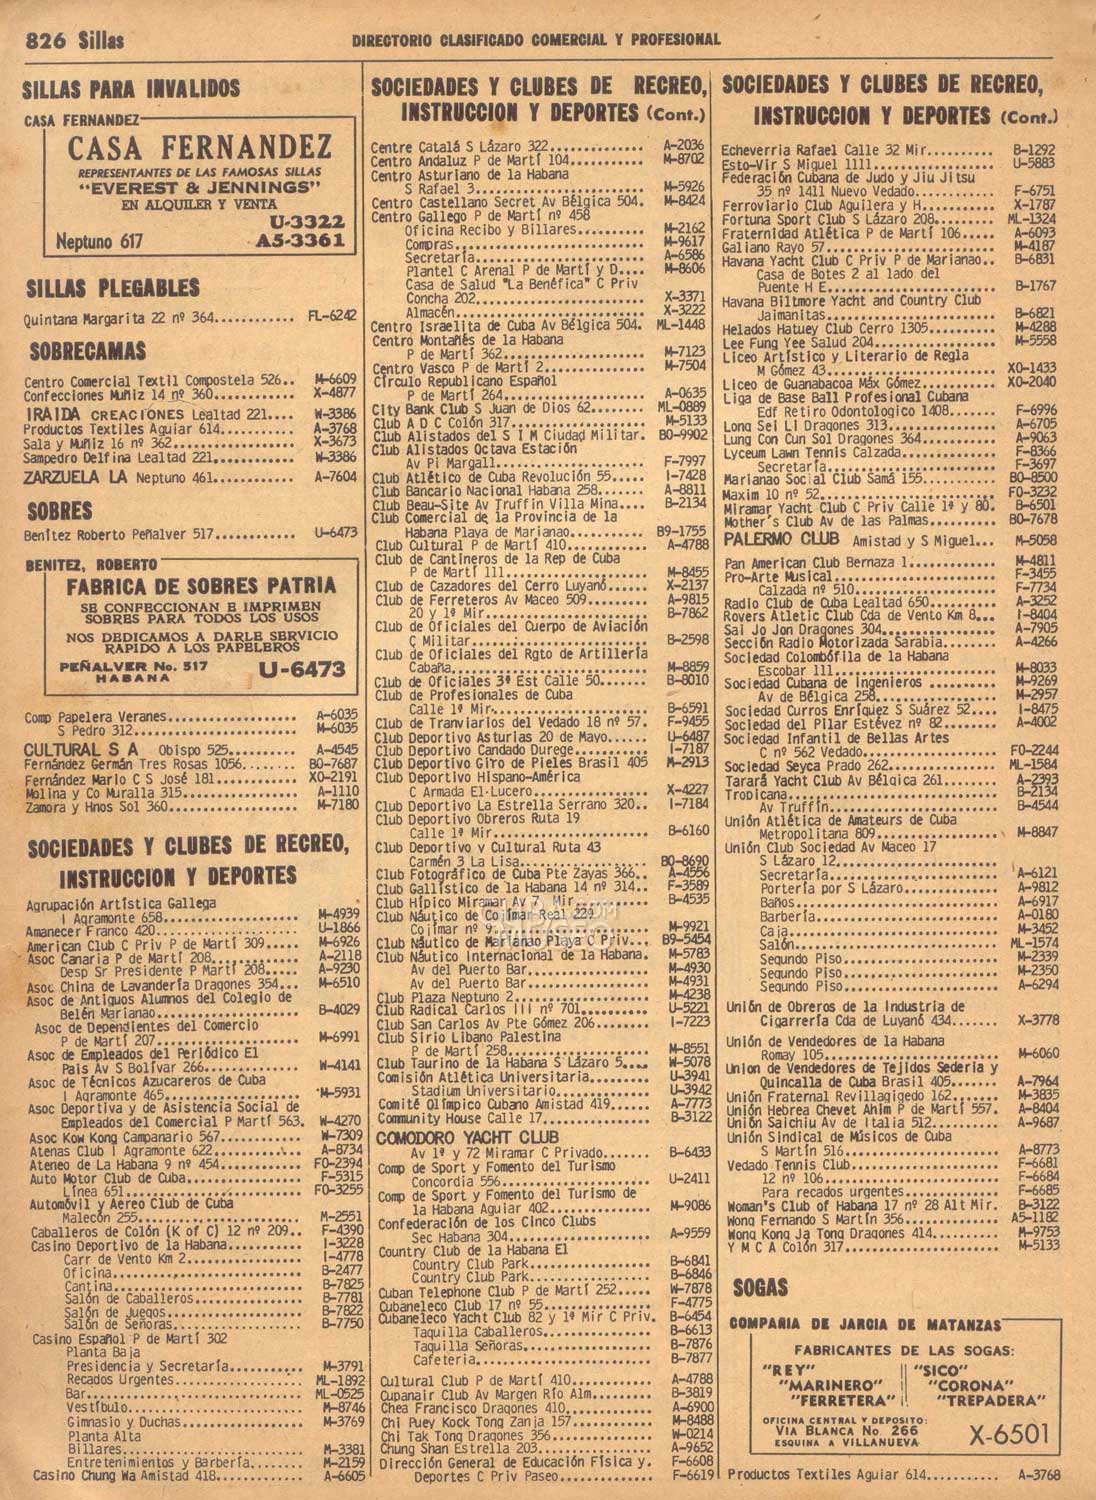 826 Sillas
DIRECTORIO CLASIFICADO COMERCIAL Y PROFESIONAL
SILLAS PARA INVALIDOS
CASA FERNANDEZ
CASA FERNANDEZ
REPRESENTANTES DE LAS FAMOSAS SILLAS
"EVEREST & JENNINGS"
EN ALQUILER Y VENTA
U-3322
Neptuno 617 A5-3361
SILLAS PLEGABLES
Quintana Margarita 22 nº 364............ FL-6242
SOBRECAMAS
Centro Comercial Textil Compostela 526.. M-6609
Confecciones Muñiz 14 nº 360............ X-4877
IRAIDA CREACIONES Lealtad 221.... W-3386
Productos Textiles Aguiar 614........... A-3768
Sala y Muñiz 16 nº 362.................. X-3673
Sampedro Delfina Lealtad 221............ W-3386
ZARZUELA LA Neptuno 461............ A-7604
SOBRES
Benítez Roberto Peñalver 517............ U-6473
BENITEZ, ROBERTO
FABRICA DE SOBRES PATRIA
SE CONFECCIONAN E IMPRIMEN
SOBRES PARA TODOS LOS USOS
NOS DEDICAMOS A DARLE SERVICIO
RAPIDO A LOS PAPELEROS
PEÑALVER No. 517
HABANA U-6473
Comp Papelera Veranes................... A-6035
S Pedro 312....................... M-6035
CULTURAL S A Obispo 525............ A-4545
Fernández Germán Tres Rosas 1056........ BO-7687
Fernández Mario C S José 181............ XO-2191
Molina y Co Muralla 315................. A-1110
Zamora y Hnos Sol 360................... M-7180
SOCIEDADES Y CLUBES DE RECREO,
INSTRUCCION Y DEPORTES
Agrupación Artística Gallega
I Agramonte 658................... M-4939
Amanecer Franco 420..................... U-1866
American Club C Priv P de Martí 309..... M-6926
Asoc Canaria P de Martí 208............. A-2118
Desp Sr Presidente P Martí 208..... A-9230
Asoc China de Lavandería Dragones 354... M-6510
Asoc de Antiguos Alumnos del Colegio de
Belén Marianao.................... B-4029
Asoc de Dependientes del Comercio
P de Martí 207.................... M-6991
Asoc de Empleados del Periódico El
País Av S Bolívar 266............. W-4141
Asoc de Técnicos Azucareros de Cuba
I Agramonte 465................... M-5931
Asoc Deportiva y de Asistencia Social de
Empleados del Comercial P Martí 563. W-4270
Asoc Kow Kong Campanario 567............ W-7309
Atenas Club I Agramonte 622............. A-8734
Ateneo de La Habana 9 nº 454............ FO-2394
Auto Motor Club de Cuba................. F-5315
Línea 651......................... FO-3255
Automóvil y Aereo Club de Cuba
Malecón 255....................... M-2551
Caballeros de Colón (K of C) 12 nº 209.. F-4390
Casino Deportivo de la Habana........... I-3228
Carr de Vento Km 2................ I-4778
Oficina........................... B-2477
Cantina........................... B-7825
Salón de Caballeros............... B-7781
Salón de Juegos................... B-7822
Salón de Señoras.................. B-7750
Casino Español P de Martí 302
Planta Baja
Presidencia y Secretaría.......... M-3791
Recados Urgentes.................. ML-1892
Bar............................... ML-0525
Vestíbulo......................... M-8746
Gimnasio y Duchas................. M-3769
Planta Alta
Billares.......................... M-3381
Entretenimientos y Barbería....... M-2159
Casino Chung Wa Amistad 418............. A-6605
SOCIEDADES Y CLUBES DE RECREO,
INSTRUCCION Y DEPORTES (Cont.)
Centre Catalá S Lázaro 322.............. A-2036
Centro Andaluz P de Martí 104........... M-8702
Centro Asturiano de la Habana
S Rafael 3........................ M-5926
Centro Castellano Secret Av Bélgica 504. M-8424
Centro Gallego P de Martí nº 458
Oficina Recibo y Billares......... M-2162
Compras........................... M-9617
Secretaría........................ A-6586
Plantel C Arenal P de Martí y D.... M-8606
Casa de Salud "La Benéfica" C Priv
Concha 202........................ X-3371
Almacén........................... X-3222
Centro Israelita de Cuba Av Bélgica 504. ML-1448
Centro Montañés de la Habana
P de Martí 362.................... M-7123
Centro Vasco P de Martí 2............... M-7504
Círculo Republicano Español
P de Martí 264.................... A-0635
City Bank Club S Juan de Dios 62........ ML-0889
Club A D C Colón 317.................... M-5133
Club Alistados del S I M Ciudad Militar. BO-9902
Club Alistados Octava Estación
Av Pi Margall..................... F-7997
Club Atlético de Cuba Revolución 55..... I-7428
Club Bancario Nacional Habana 258....... A-8811
Club Beau-Site Av Truffin Villa Mina.... B-2134
Club Comercial de la Provincia de la
Habana Playa de Marianao.......... B9-1755
Club Cultural P de Martí 410............ A-4788
Club de Cantineros de la Rep de Cuba
P de Martí 111.................... M-8455
Club de Cazadores del Cerro Luyanó...... X-2137
Club de Ferreteros Av Maceo 509......... A-9815
20 y 1ª Mir....................... B-7862
Club de Oficiales del Cuerpo de Aviación
C Militar......................... B-2598
Club de Oficiales del Rgto de Artillería
Cabaña............................ M-8859
Club de Oficiales 3ª Est Calle 50....... B-8010
Club de Profesionales de Cuba
Calle 1ª Mir...................... B-6591
Club de Tranviarios del Vedado 18 nº 57. F-9455
Club Deportivo Asturias 20 de Mayo...... U-6487
Club Deportivo Candado Durege........... I-7187
Club Deportivo Giro de Pieles Brasil 405 M-2913
Club Deportivo Hispano-América
C Armada El Lucero................ X-4227
Club Deportivo La Estrella Serrano 320.. I-7184
Club Deportivo Obreros Ruta 19
Calle 1ª Mir...................... B-6160
Club Deportivo y Cultural Ruta 43
Carmén 3 La Lisa.................. BO-8690
Club Fotográfico de Cuba Pte Zayas 366.. A-4556
Club Gallístico de la Habana 14 nº 314.. F-3589
Club Hípico Miramar Av 7ª Mir........... B-4535
Club Náutico de Cojímar Real 229
Cojímar nº 9...................... M-9921
Club Náutico de Marianao Playa C Priv... B9-5454
Club Náutico Internacional de la Habana. M-5783
Av del Puerto Bar................. M-4930
Av del Puerto Bar................. M-4931
Club Plaza Neptuno 2.................... M-4238
Club Radical Carlos III nº 701.......... U-5221
Club San Carlos Av Pte Gómez 206........ I-7223
Club Sirio Libano Palestina
P de Martí 258.................... M-8551
Club Taurino de la Habana S Lázaro 5.... W-5078
Comisión Atlética Universitaria......... U-3941
Stadium Universitario............. U-3942
Comité Olímpico Cubano Amistad 419...... A-7773
Community House Calle 17................ B-3122
COMODORO YACHT CLUB
Av 1ª y 72 Miramar C Privado...... B-6433
Comp de Sport y Fomento del Turismo
Concordia 556..................... U-2411
Comp de Sport y Fomento del Turismo de
la Habana Aguiar 402.............. M-9086
Confederación de los Cinco Clubs
Sec Habana 304.................... A-9559
Country Club de la Habana El
Country Club Park................. B-6841
Country Club Park................. B-6846
Cuban Telephone Club P de Martí 252..... W-7878
Cubaneleco Club 17 nº 55................ F-4775
Cubaneleco Yacht Club 82 y 1ª Mir C Priv. B-6454
Taquilla Caballeros............... B-6613
Taquilla Señoras.................. B-7876
Cafeteria......................... B-7877
Cultural Club P de Martí 410............ A-4788
Cupanair Club Av Margen Río Alm......... B-3819
Chea Francisco Dragones 410............. A-6900
Chi Puey Kock Tong Zanja 157............ M-8488
Chi Tak Tong Dragones 356............... W-0214
Chung Shan Estrella 203................. A-9652
Dirección General de Educación Física y. F-6608
Deportes C Priv Paseo............. F-6619
SOCIEDADES Y CLUBES DE RECREO,
INSTRUCCION Y DEPORTES (Cont.)
Echeverria Rafael Calle 32 Mir.......... B-1292
Esto-Vir S Miguel 1111.................. U-5883
Federación Cubana de Judo y Jiu Jitsu
35 nº 1411 Nuevo Vedado........... F-6751
Ferroviario Club Aguilera y H........... X-1787
Fortuna Sport Club S Lázaro 208......... ML-1324
Fraternidad Atlética P de Martí 106..... A-6093
Galiano Rayo 57......................... M-4187
Havana Yacht Club C Priv P de Marianao.. B-6831
Casa de Botes 2 al lado del
Puente H E........................ B-1767
Havana Biltmore Yacht and Country Club
Jaimanitas........................ B-6821
Helados Hatuey Club Cerro 1305.......... M-4288
Lee Fung Yee Salud 204.................. M-5558
Liceo Artístico y Literario de Regla
M Gómez 43........................ XO-1433
Liceo de Guanabacoa Máx Gómez........... XO-2040
Liga de Base Ball Profesional Cubana
Edf Retiro Odontologico 1408...... F-6996
Long Sei Li Dragones 313................ A-6705
Lung Con Cun Sol Dragones 364........... A-9063
Lyceum Lawn Tennis Calzada.............. F-8366
Secretaría........................ F-3697
Marianao Social Club Samá 155........... BO-8500
Maxim 10 nº 52.......................... FO-3232
Miramar Yacht Club C Priv Calle 1ª y 80. B-6501
Mother's Club Av de las Palmas.......... BO-7678
PALERMO CLUB Amistad y S Miguel... M-5058
Pan American Club Bernaza 1............. M-4811
Pro-Arte Musical........................ F-3455
Calzada nº 510.................... F-7734
Radio Club de Cuba Lealtad 650.......... A-3252
Rovers Atletic Club Cda de Vento Km 8... I-8404
Sai Jo Jon Dragones 304................. A-7905
Sección Radio Motorizada Sarabia........ A-4266
Sociedad Colombófila de la Habana
Escobar 111....................... M-8033
Sociedad Cubana de Ingenieros .......... M-9269
Av de Bélgica 258................. M-2957
Sociedad Curros Enríquez S Suárez 52.... I-8475
Sociedad del Pilar Estévez nº 82........ A-4002
Sociedad Infantil de Bellas Artes
C nº 562 Vedado................... FO-2244
Sociedad Seyca Prado 262................ ML-1584
Tarará Yacht Club Av Bélgica 261........ A-2393
Tropicana............................... B-2134
Av Truffín........................ B-4544
Unión Atlética de Amateurs de Cuba
Metropolitana 809................. M-8847
Unión Club Sociedad Av Maceo 17
S Lázaro 12.......................
Secretaría........................ A-6121
Portería por S Lázaro............. A-9812
Baños............................. A-6917
Barbería.......................... A-0180
Caja.............................. M-3452
Salón............................. ML-1574
Segundo Piso...................... M-2339
Segundo Piso...................... M-2350
Segundo Piso...................... A-6294
Unión de Obreros de la Industria de
Cigarrería Cda de Luyanó 434....... X-3778
Unión de Vendedores de la Habana
Romay 105......................... M-6060
Union de Vendedores de Tejidos Sedería y
Quincalla de Cuba Brasil 405...... A-7964
Unión Fraternal Revillagigedo 162....... M-3835
Unión Hebrea Chevet Ahim P de Martí 557. A-8404
Unión Salchiu Av de Italia 512.......... A-9687
Unión Sindical de Músicos de Cuba
S Martín 516...................... A-8773
Vedado Tennis Club...................... F-6681
12 nº 106......................... F-6684
Para recados urgentes............. F-6685
Woman's Club of Habana 17 nº 28 Alt Mir. B-3122
Wong Fernando S Martín 356.............. A5-1182
Wong Kong Ja Tong Dragones 414.......... M-9753
Y M C A Colón 317....................... M-5133
SOGAS
COMPAÑIA DE JARCIA DE MATANZAS
FABRICANTES DE LAS SOGAS:
"REY" "SICO"
"MARINERO" "CORONA"
"FERRETERA" "TREPADERA"
OFICINA CENTRAL Y DEPOSITO:
VIA BLANCA No 266
ESQUINA A VILLANUEVA X-6501
Productos Textiles Aguiar 614........... A-3768